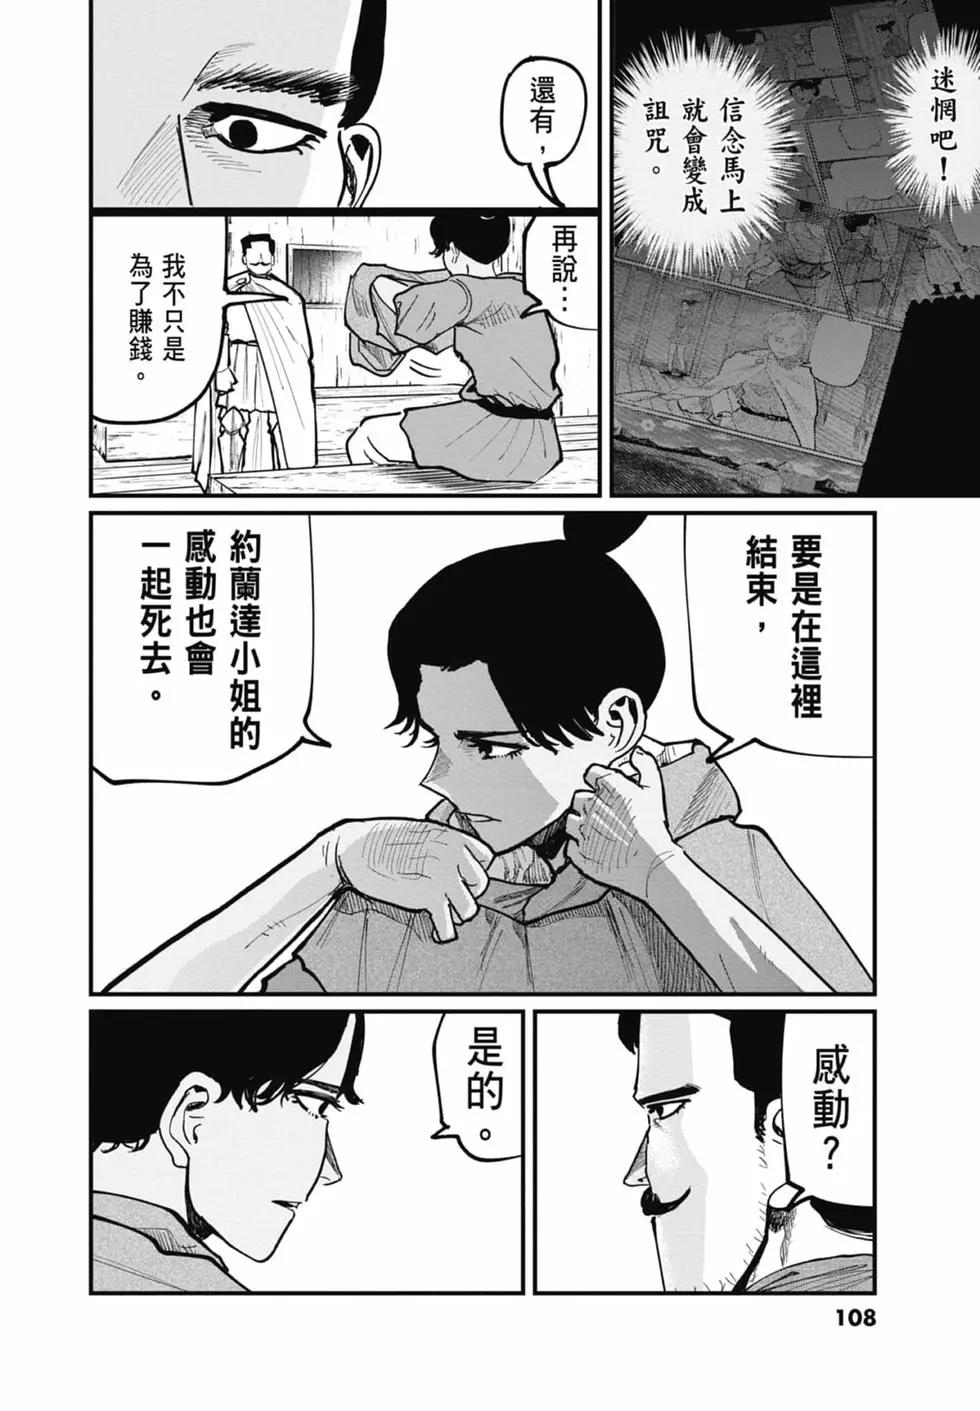 迷惘吧！
信念馬上
就會變成
詛咒。
還有，
再說…
我不只是
為了賺錢。
要是在這裡
結束，
約蘭達小姐的
感動也會
一起死去。
感動？
是的。
108